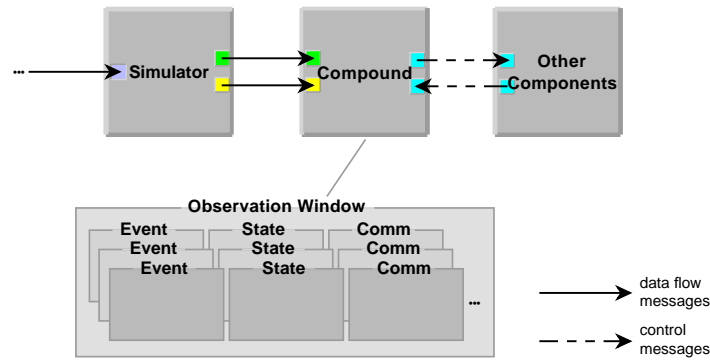 ...
Simulator
Compound
Other
Components
Observation Window
Event State Comm
Event State Comm
Event State Comm
...
data flow
messages
control
messages